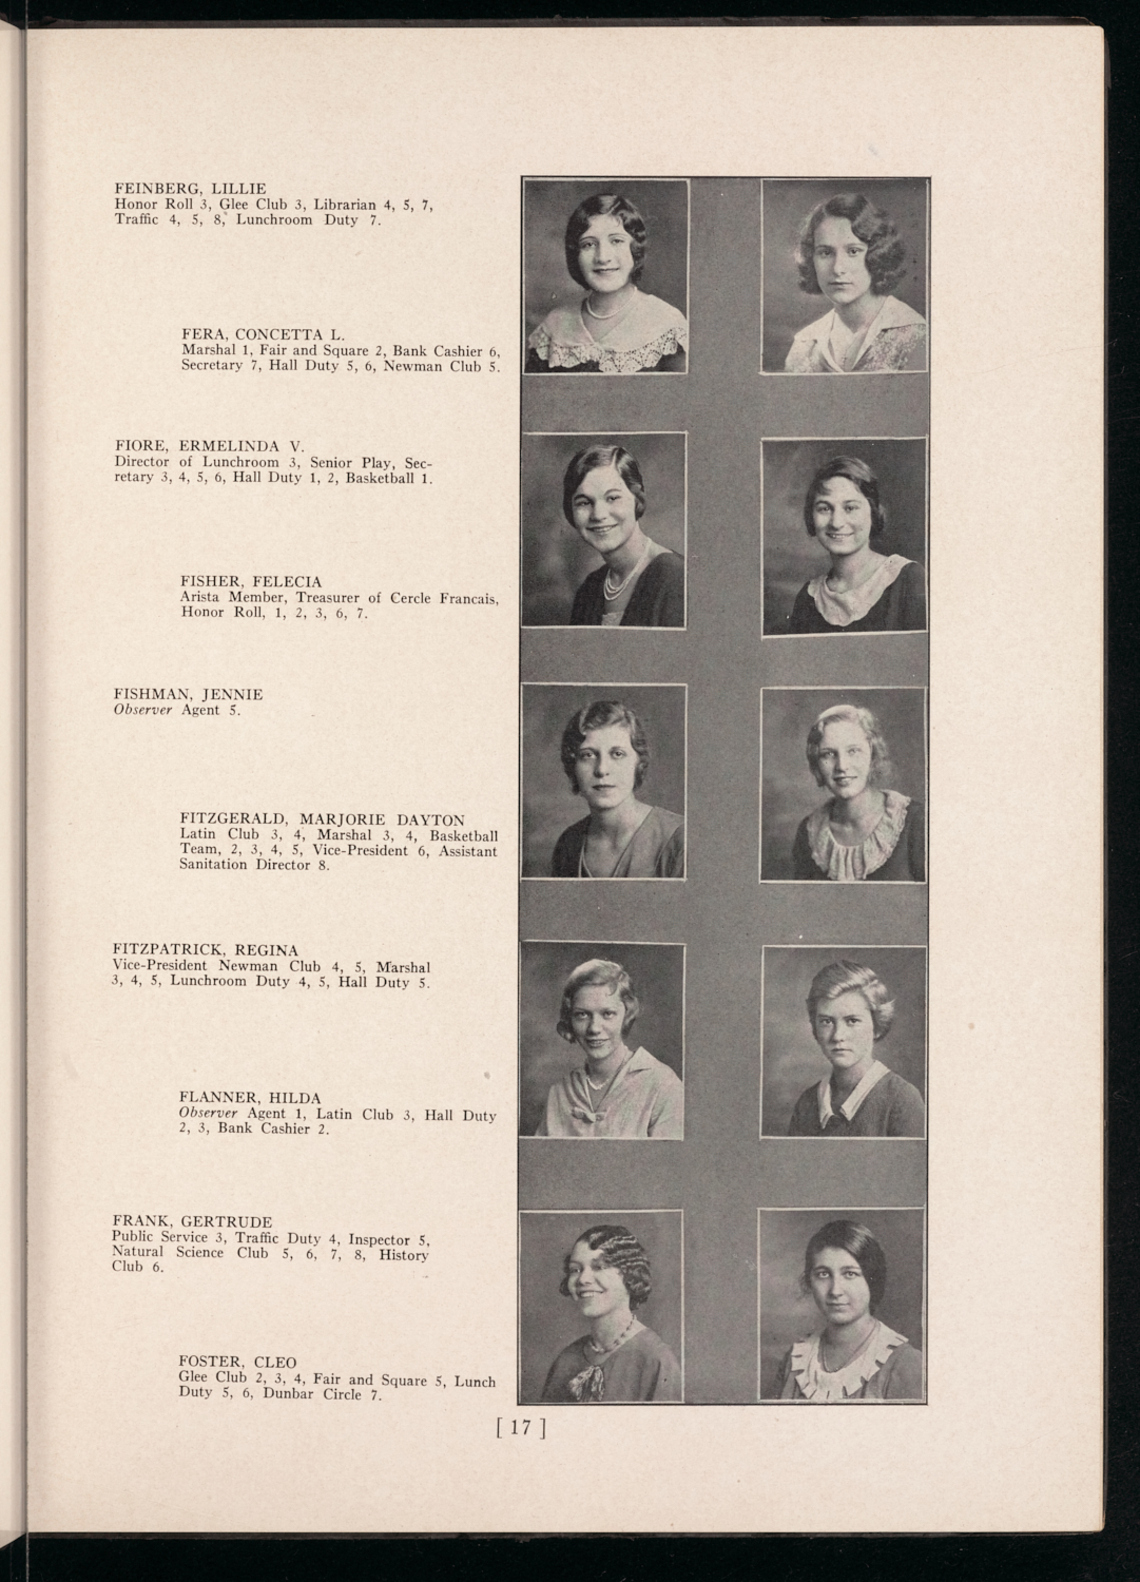 FEINBERG, LILLIE
Honor Roll 3, Glee Club 3, Librarian 4, 5, 7,
Traffic 4, 5, 8, Lunchroom Duty 7.
FERA, CONCETTA L.
Marshal 1, Fair and Square 2, Bank Cashier 6,
Secretary 7, Hall Duty 5, 6, Newman Club 5.
FIORE, ERMELINDA V.
Director of Lunchroom 3, Senior Play, Sec-
retary 3, 4, 5, 6, Hall Duty 1, 2, Basketball 1.
FISHER, FELECIA
Arista Member, Treasurer of Cercle Francais,
Honor Roll, 1, 2, 3, 6, 7.
FISHMAN, JENNIE
Observer Agent 5.
FITZGERALD, MARJORIE DAYTON
Latin Club 3, 4, Marshal 3, 4, Basketball
Team, 2, 3, 4, 5, Vice-President 6, Assistant
Sanitation Director 8.
FITZPATRICK, REGINA
Vice-President Newman Club 4, 5, Marshal
3, 4, 5, Lunchroom Duty 4, 5, Hall Duty 5.
FLANNER, HILDA
Observer Agent 1, Latin Club 3, Hall Duty
2, 3, Bank Cashier 2.
FRANK, GERTRUDE
Public Service 3, Traffic Duty 4, Inspector 5,
Natural Science Club 5, 6, 7, 8, History
Club 6.
FOSTER, CLEO
Glee Club 2, 3, 4, Fair and Square 5, Lunch
Duty 5, 6, Dunbar Circle 7.
[ 17 ]